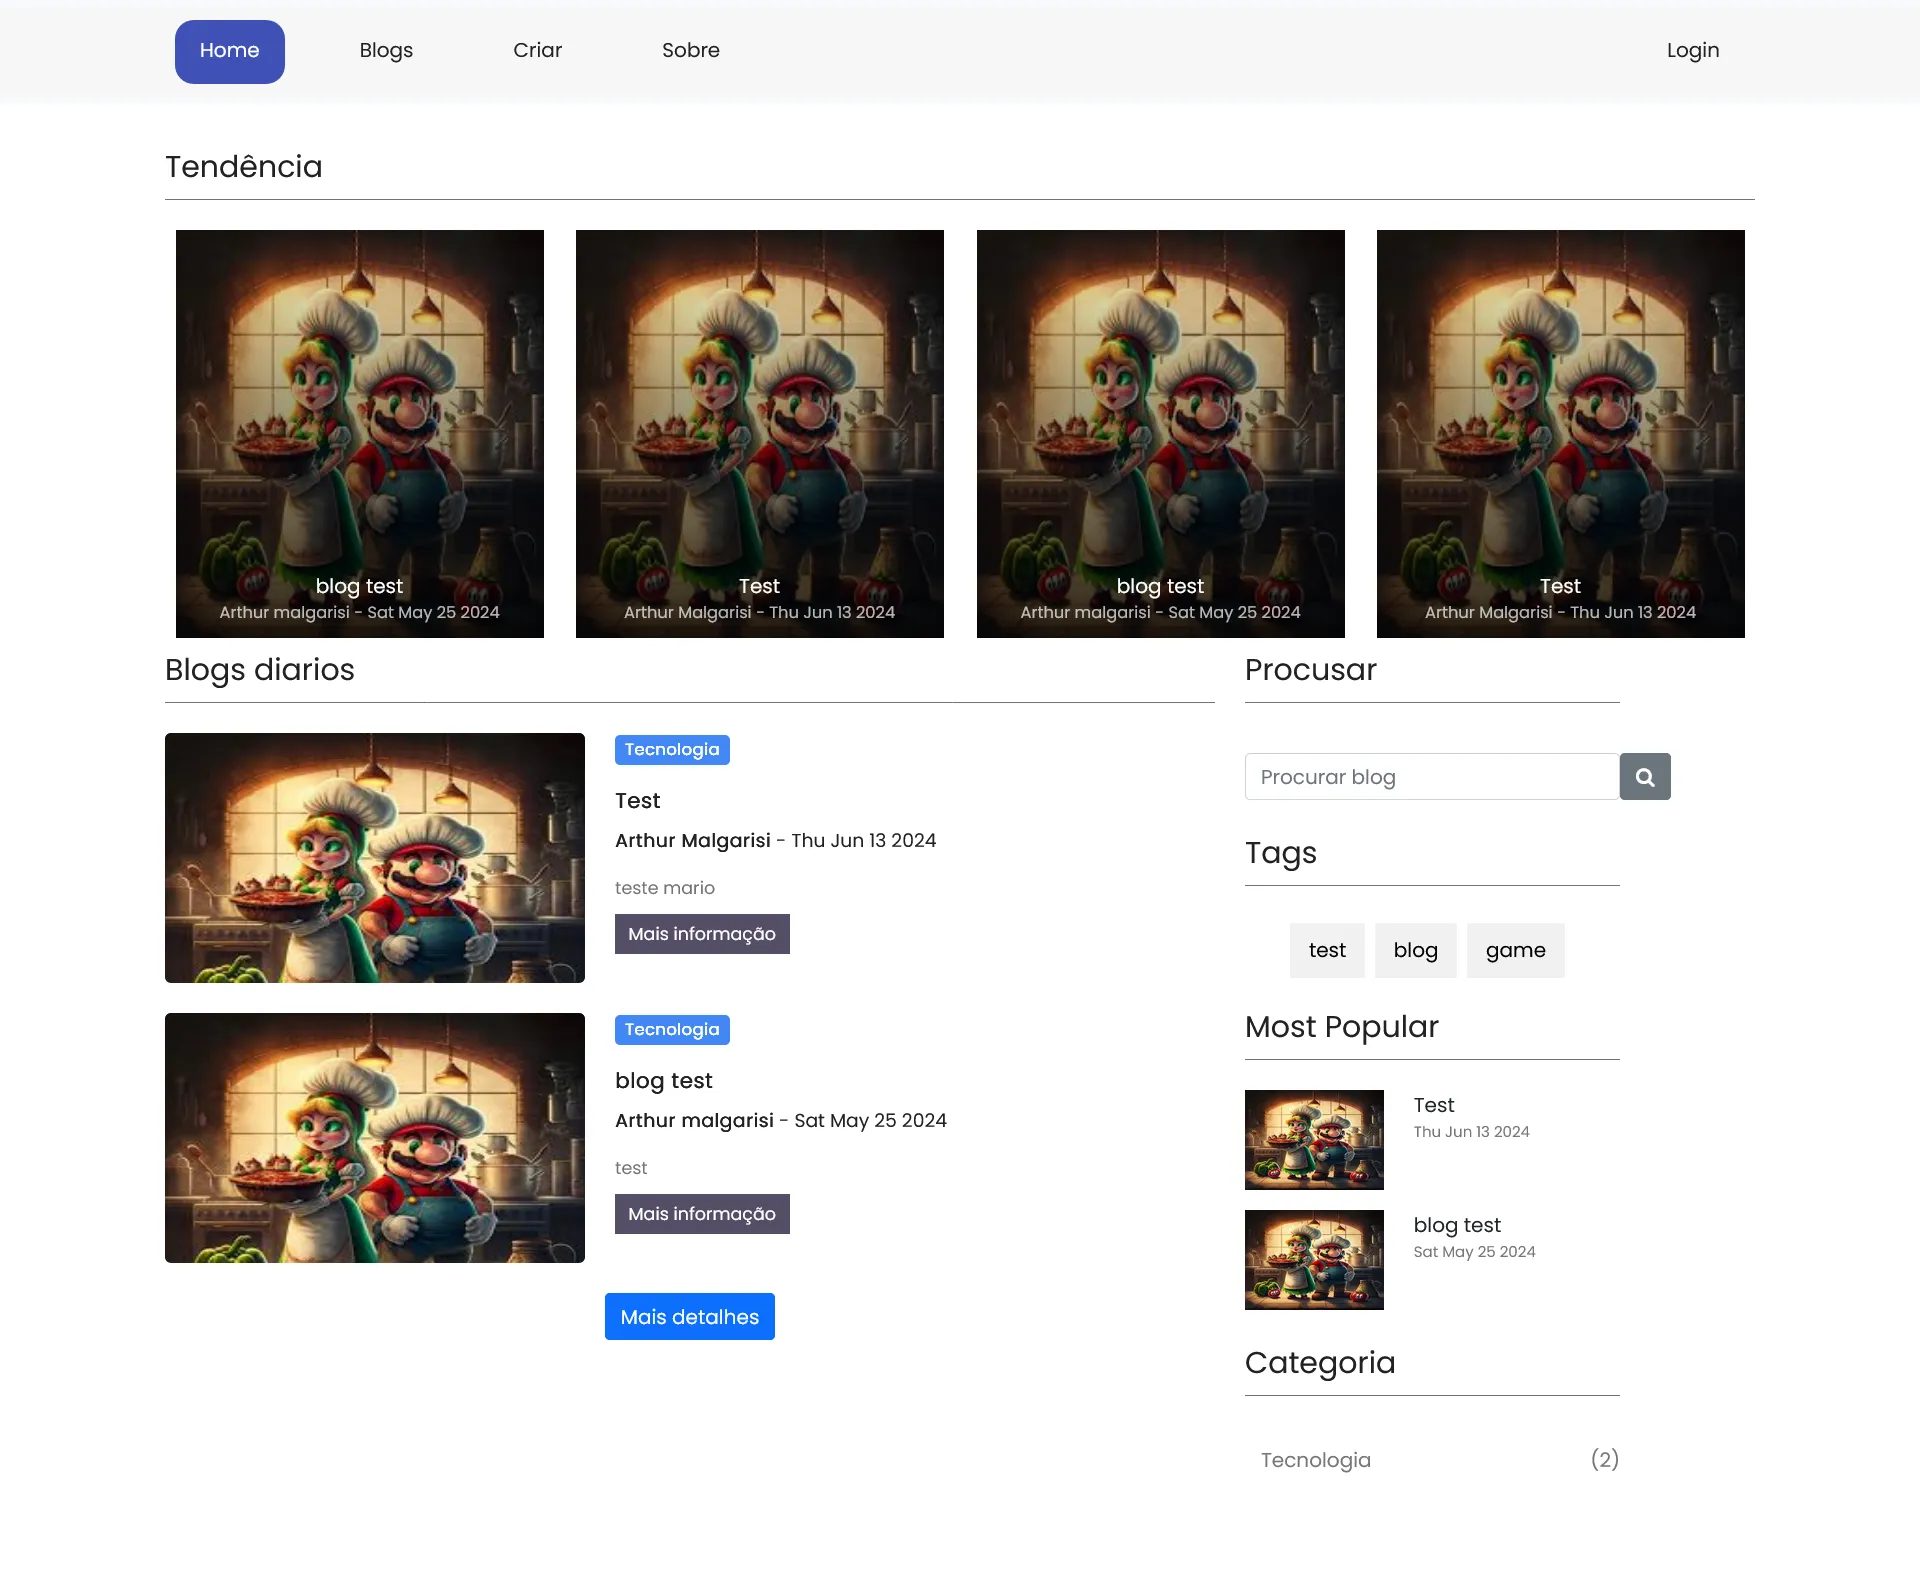 Home
Blogs
Criar
Sobre
Login
Tendência
blog test
Arthur malgarisi - Sat May 25 2024
Test
Arthur Malgarisi - Thu Jun 13 2024
blog test
Arthur malgarisi - Sat May 25 2024
Test
Arthur Malgarisi - Thu Jun 13 2024
Blogs diarios
Tecnologia
Test
Arthur Malgarisi - Thu Jun 13 2024
teste mario
Mais informação
Tecnologia
blog test
Arthur malgarisi - Sat May 25 2024
test
Mais informação
Mais detalhes
Procusar
Procurar blog
Tags
test
blog
game
Most Popular
Test
Thu Jun 13 2024
blog test
Sat May 25 2024
Categoria
Tecnologia (2)